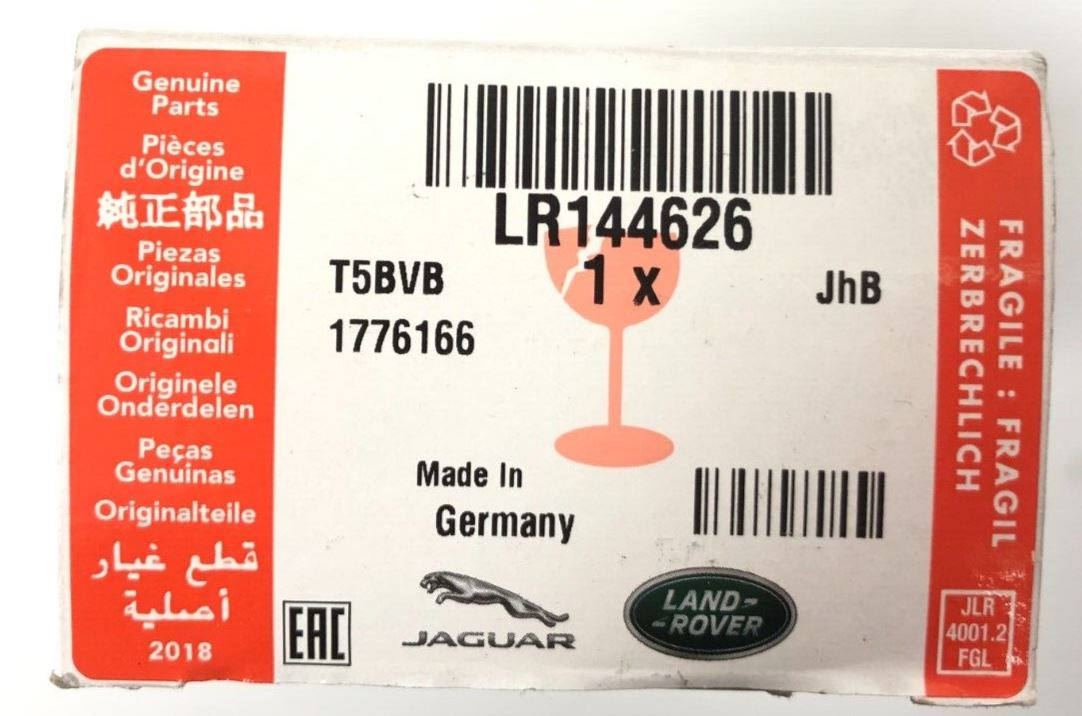 Genuine
Parts
Pièces
d'Origine
純正部品
Piezas
Originales
Ricambi
Originali
Originele
Onderdelen
Peças
Genuinas
Originalteile
قطع غيار
أصلية
2018
LR144626
T5BVB
1 x
JhB
1776166
Made In
Germany
EAC
JAGUAR
LAND-
-ROVER
FRAGILE : FRAGIL
ZERBRECHLICH
JLR
4001.2
FGL